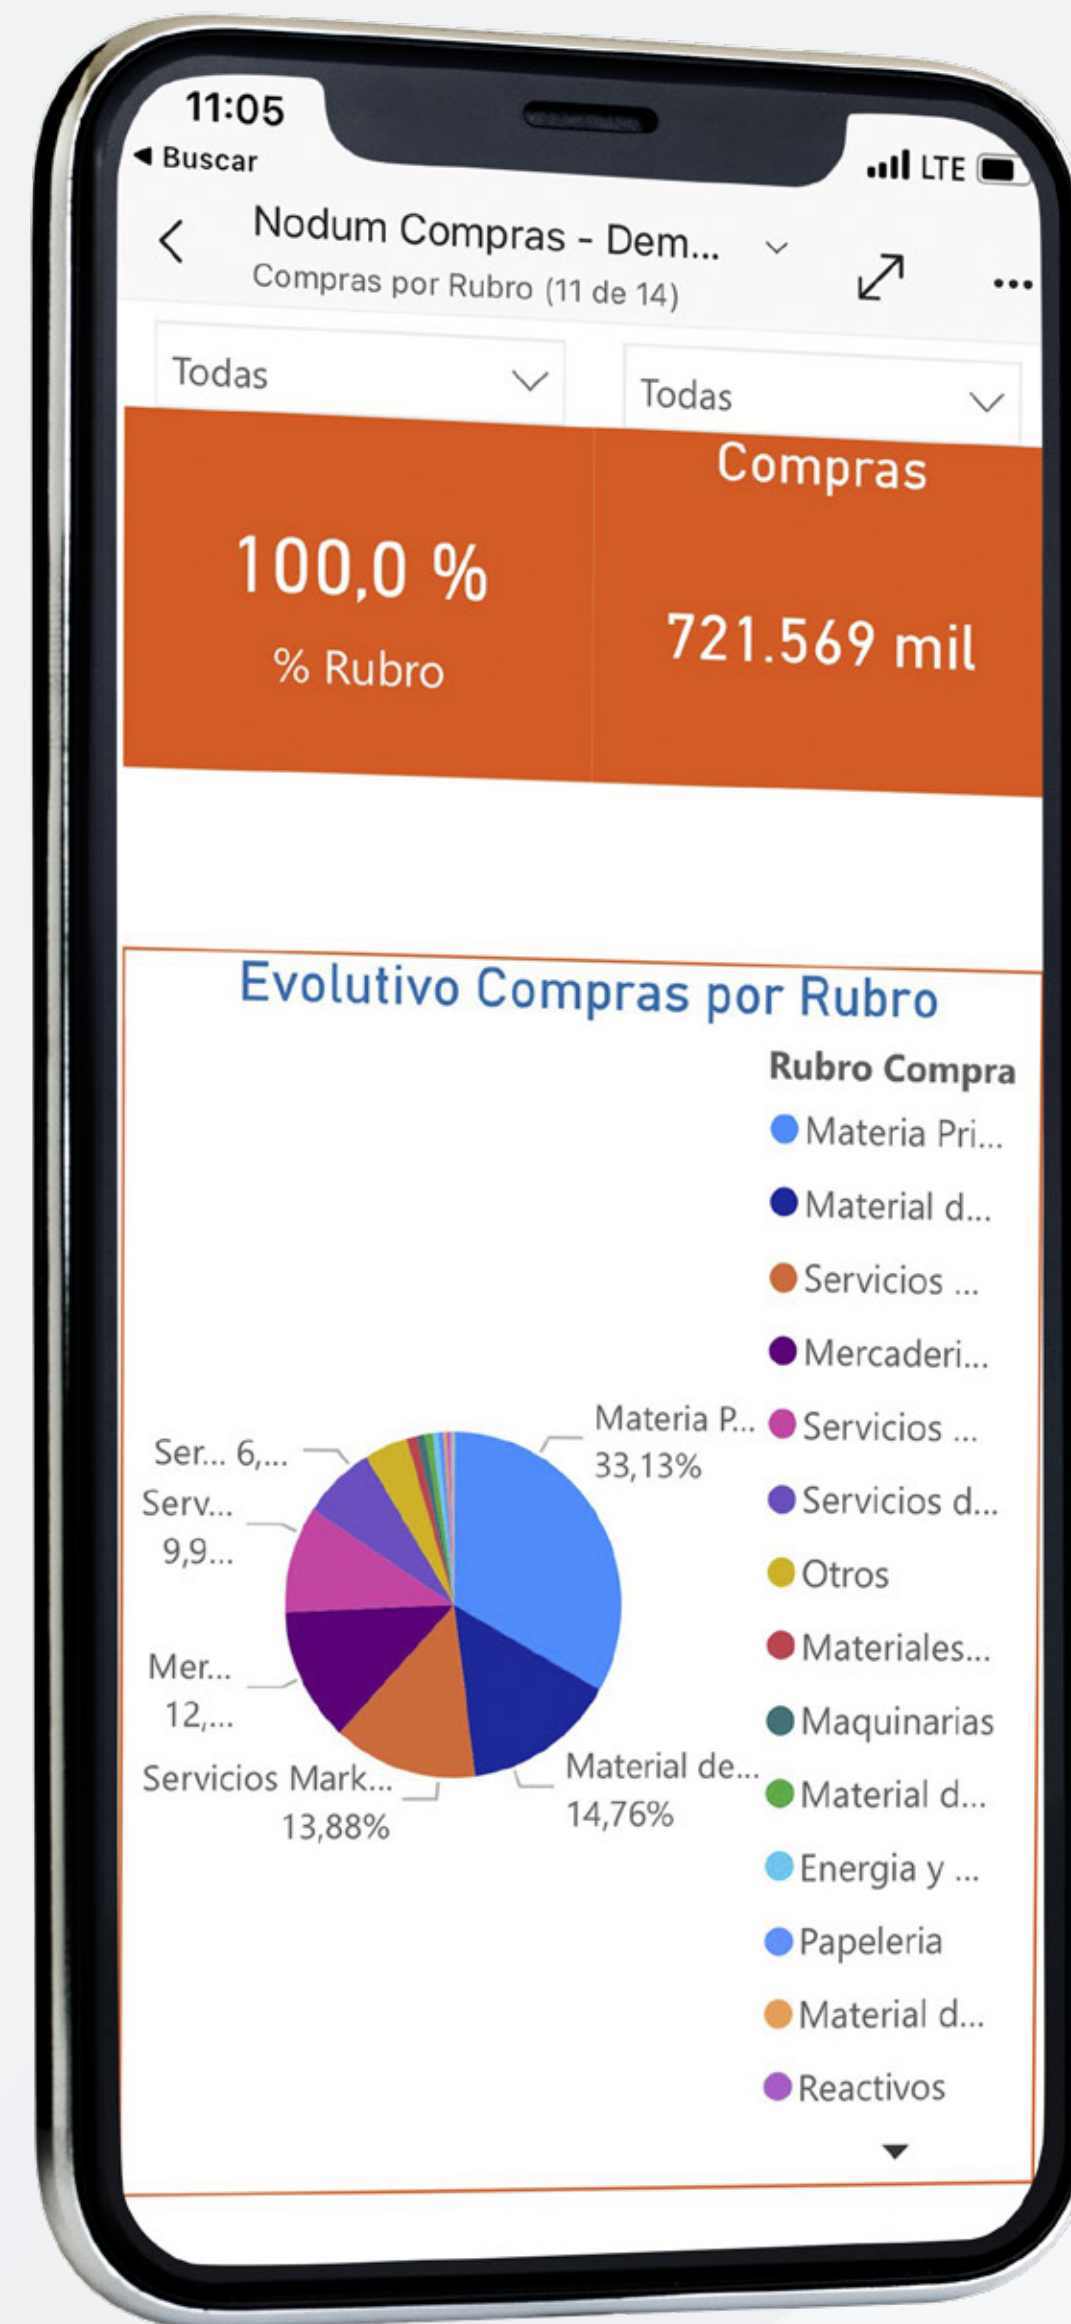 11:05
◀ Buscar
LTE
Nodum Compras - Dem...
Compras por Rubro (11 de 14)
Todas
Todas
100,0 %
% Rubro
Compras
721.569 mil
Evolutivo Compras por Rubro
Rubro Compra
Materia Pri...
Material d...
Servicios ...
Mercaderi...
Servicios ...
Servicios d...
Otros
Materiales...
Maquinarias
Material d...
Energia y ...
Papeleria
Material d...
Reactivos
Materia P...
33,13%
Material de...
14,76%
Servicios Mark...
13,88%
Mer...
12,...
Serv...
9,9...
Ser... 6,...